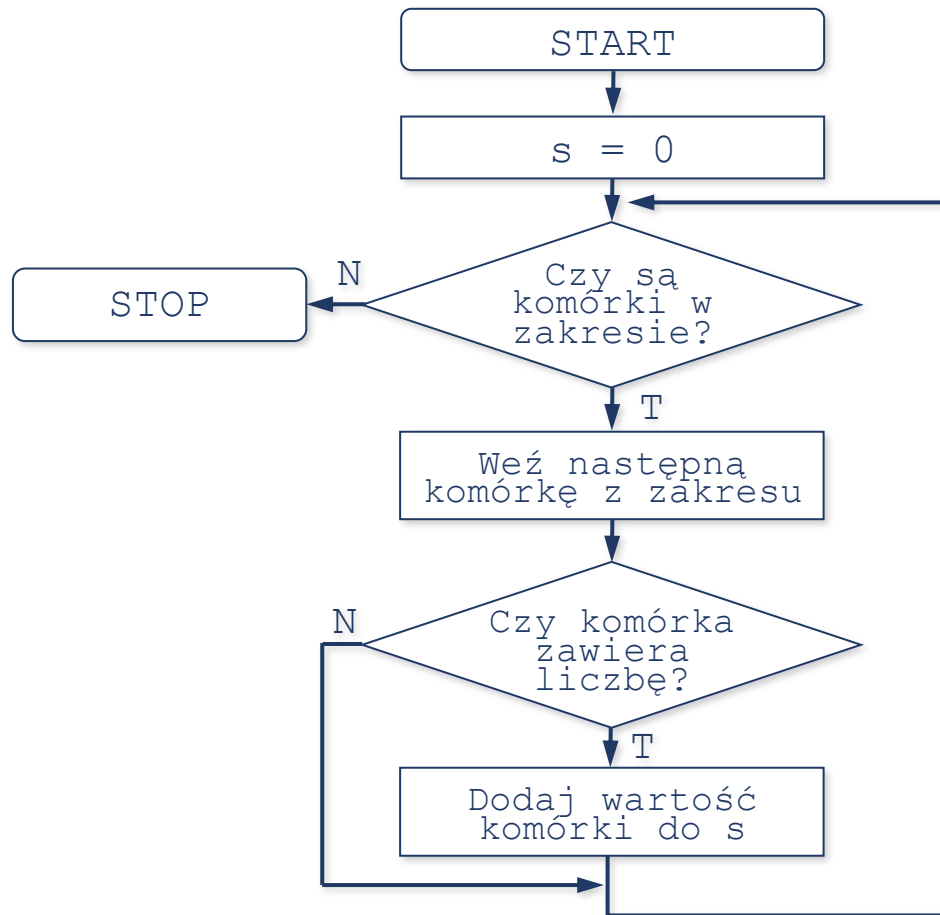 START
s = 0
Czy są
komórki w
zakresie?
N
STOP
T
Weź następną
komórkę z zakresu
Czy komórka
zawiera
liczbę?
N
T
Dodaj wartość
komórki do s